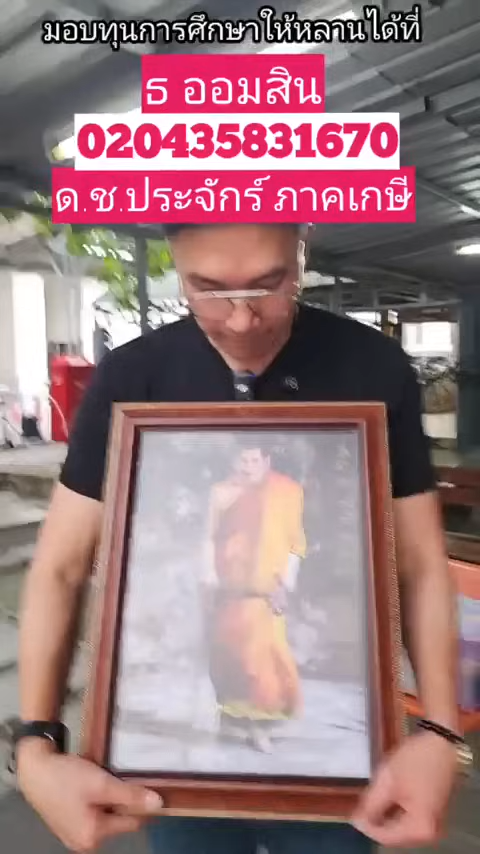 มอบทุนการศึกษาให้หลานได้ที่
ธ ออมสิน
020435831670
ด.ช.ประจักร์ ภาคเกษี